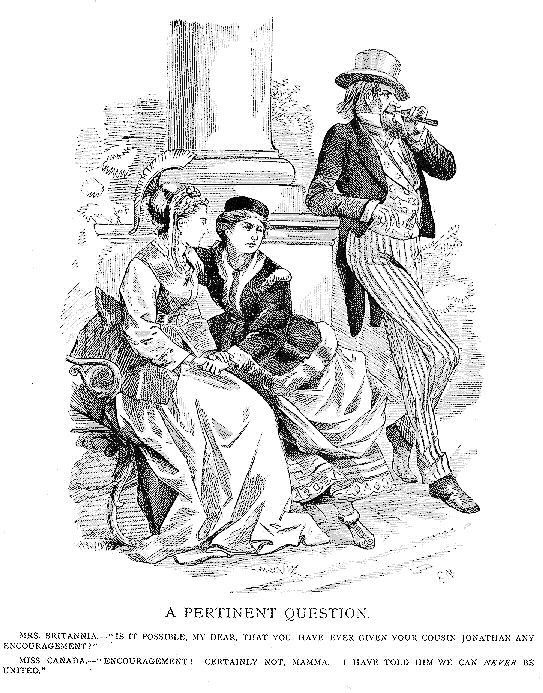 A PERTINENT QUESTION.
MRS. BRITANNIA.—"IS IT POSSIBLE, MY DEAR, THAT YOU HAVE EVER GIVEN YOUR COUSIN JONATHAN ANY
ENCOURAGEMENT?"
MISS CANADA.—"ENCOURAGEMENT! CERTAINLY NOT, MAMMA. I HAVE TOLD HIM WE CAN NEVER BE
UNITED."